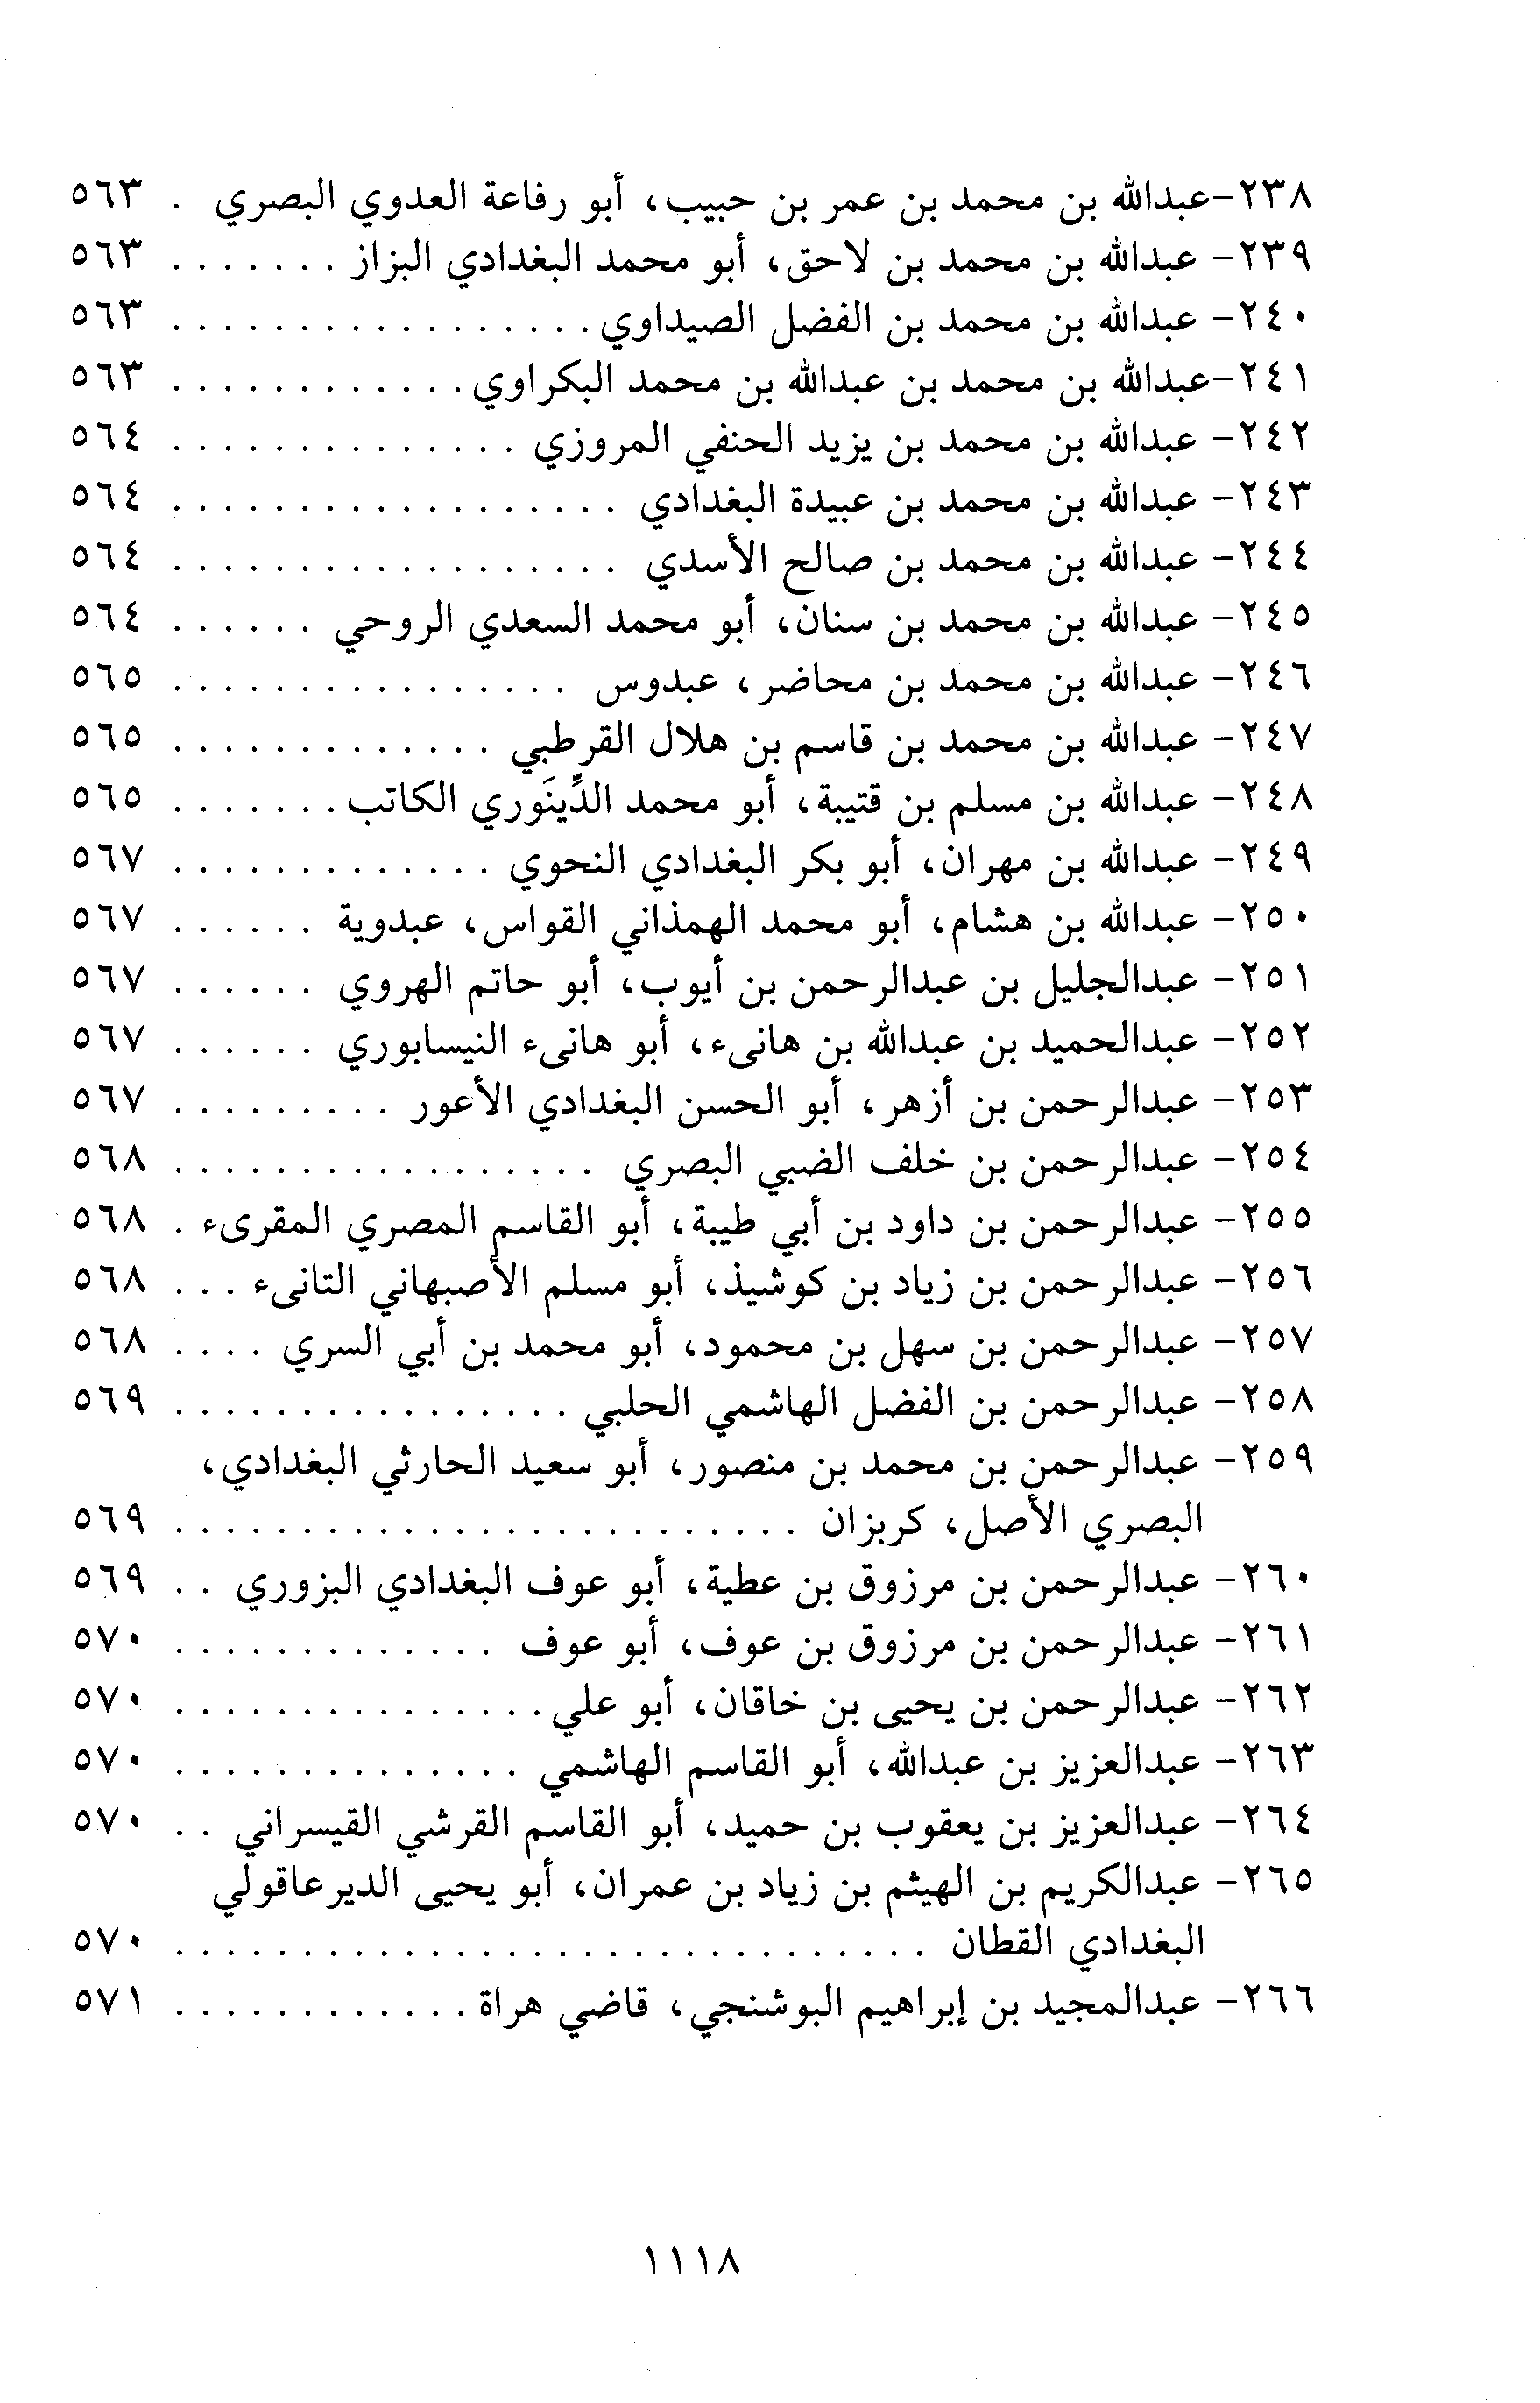 ٢٣٨-عبدالله بن محمد بن عمر بن حبيب، أبو رفاعة العدوي البصري . ٥٦٣
٢٣٩- عبدالله بن محمد بن لاحق، أبو محمد البغدادي البزاز . . . . . . . ٥٦٣
٢٤٠- عبدالله بن محمد بن الفضل الصيداوي . . . . . . . . . . . . . . . . . ٥٦٣
٢٤١-عبدالله بن محمد بن عبدالله بن محمد البكراوي . . . . . . . . . . . . ٥٦٣
٢٤٢- عبدالله بن محمد بن يزيد الحنفي المروزي . . . . . . . . . . . . . . ٥٦٤
٢٤٣- عبدالله بن محمد بن عبيدة البغدادي . . . . . . . . . . . . . . . . . . ٥٦٤
٢٤٤- عبدالله بن محمد بن صالح الأسدي . . . . . . . . . . . . . . . . . . ٥٦٤
٢٤٥- عبدالله بن محمد بن سنان، أبو محمد السعدي الروحي . . . . . . ٥٦٤
٢٤٦- عبدالله بن محمد بن محاضر، عبدوس . . . . . . . . . . . . . . . . ٥٦٥
٢٤٧- عبدالله بن محمد بن قاسم بن هلال القرطبي . . . . . . . . . . . . . ٥٦٥
٢٤٨- عبدالله بن مسلم بن قتيبة، أبو محمد الدِّينَوري الكاتب . . . . . . . ٥٦٥
٢٤٩- عبدالله بن مهران، أبو بكر البغدادي النحوي . . . . . . . . . . . . . ٥٦٧
٢٥٠- عبدالله بن هشام، أبو محمد الهمذاني القواس، عبدوية . . . . . . ٥٦٧
٢٥١- عبدالجليل بن عبدالرحمن بن أيوب، أبو حاتم الهروي . . . . . . ٥٦٧
٢٥٢- عبدالحميد بن عبدالله بن هانىء، أبو هانىء النيسابوري . . . . . . ٥٦٧
٢٥٣- عبدالرحمن بن أزهر، أبو الحسن البغدادي الأعور . . . . . . . . . ٥٦٧
٢٥٤- عبدالرحمن بن خلف الضبي البصري . . . . . . . . . . . . . . . . . ٥٦٨
٢٥٥- عبدالرحمن بن داود بن أبي طيبة، أبو القاسم المصري المقرىء . ٥٦٨
٢٥٦- عبدالرحمن بن زياد بن كوشيذ، أبو مسلم الأصبهاني التانىء . . . ٥٦٨
٢٥٧- عبدالرحمن بن سهل بن محمود، أبو محمد بن أبي السري . . . . ٥٦٨
٢٥٨- عبدالرحمن بن الفضل الهاشمي الحلبي . . . . . . . . . . . . . . . . ٥٦٩
٢٥٩- عبدالرحمن بن محمد بن منصور، أبو سعيد الحارثي البغدادي،
البصري الأصل، كربزان . . . . . . . . . . . . . . . . . . . . . . . . . ٥٦٩
٢٦٠- عبدالرحمن بن مرزوق بن عطية، أبو عوف البغدادي البزوري . . ٥٦٩
٢٦١- عبدالرحمن بن مرزوق بن عوف، أبو عوف . . . . . . . . . . . . . ٥٧٠
٢٦٢- عبدالرحمن بن يحيى بن خاقان، أبو علي . . . . . . . . . . . . . . . ٥٧٠
٢٦٣- عبدالعزيز بن عبدالله، أبو القاسم الهاشمي . . . . . . . . . . . . . . ٥٧٠
٢٦٤- عبدالعزيز بن يعقوب بن حميد، أبو القاسم القرشي القيسراني . . ٥٧٠
٢٦٥- عبدالكريم بن الهيثم بن زياد بن عمران، أبو يحيى الديرعاقولي
البغدادي القطان . . . . . . . . . . . . . . . . . . . . . . . . . . . . . . ٥٧٠
٢٦٦- عبدالمجيد بن إبراهيم البوشنجي، قاضي هراة . . . . . . . . . . . . ٥٧١
١١١٨